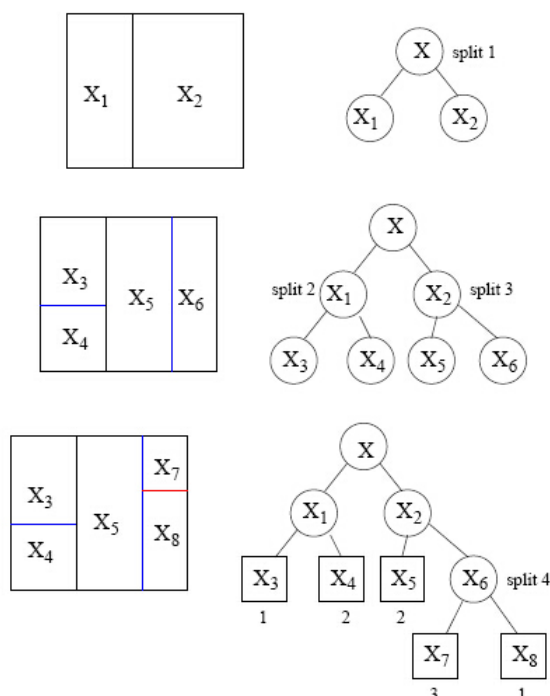 X split 1
X₁ X₂ X₁ X₂
X
X₃ X₅ X₆ split 2 X₁ X₂ split 3
X₄ X₃ X₄ X₅ X₆
X
X₇
X₃ X₅ X₈ X₁ X₂
X₄ X₃ X₄ X₅ X₆ split 4
1 2 2
X₇ X₈
3 1